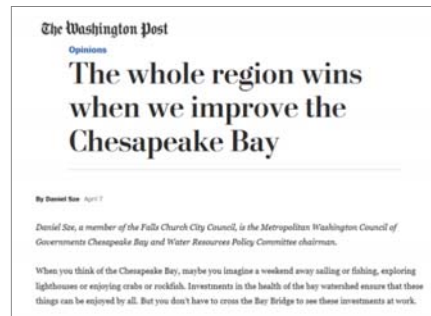 The Washington Post
Opinions
The whole region wins
when we improve the
Chesapeake Bay
By Daniel Sze April 7
Daniel Sze, a member of the Falls Church City Council, is the Metropolitan Washington Council of
Governments Chesapeake Bay and Water Resources Policy Committee chairman.
When you think of the Chesapeake Bay, maybe you imagine a weekend away sailing or fishing, exploring
lighthouses or enjoying crabs or rockfish. Investments in the health of the bay watershed ensure that these
things can be enjoyed by all. But you don't have to cross the Bay Bridge to see these investments at work.